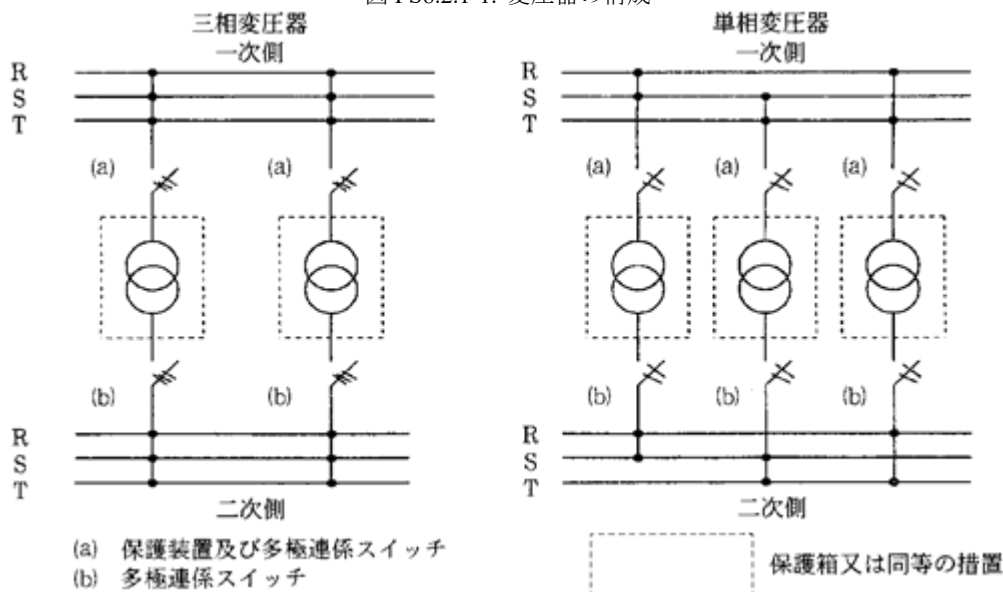 三相変圧器
一次側
R
S
T
(a)
(a)
(b)
(b)
R
S
T
二次側
(a) 保護装置及び多極連係スイッチ
(b) 多極連係スイッチ
単相変圧器
一次側
R
S
T
(a)
(a)
(a)
(b)
(b)
(b)
R
S
T
二次側
保護箱又は同等の措置